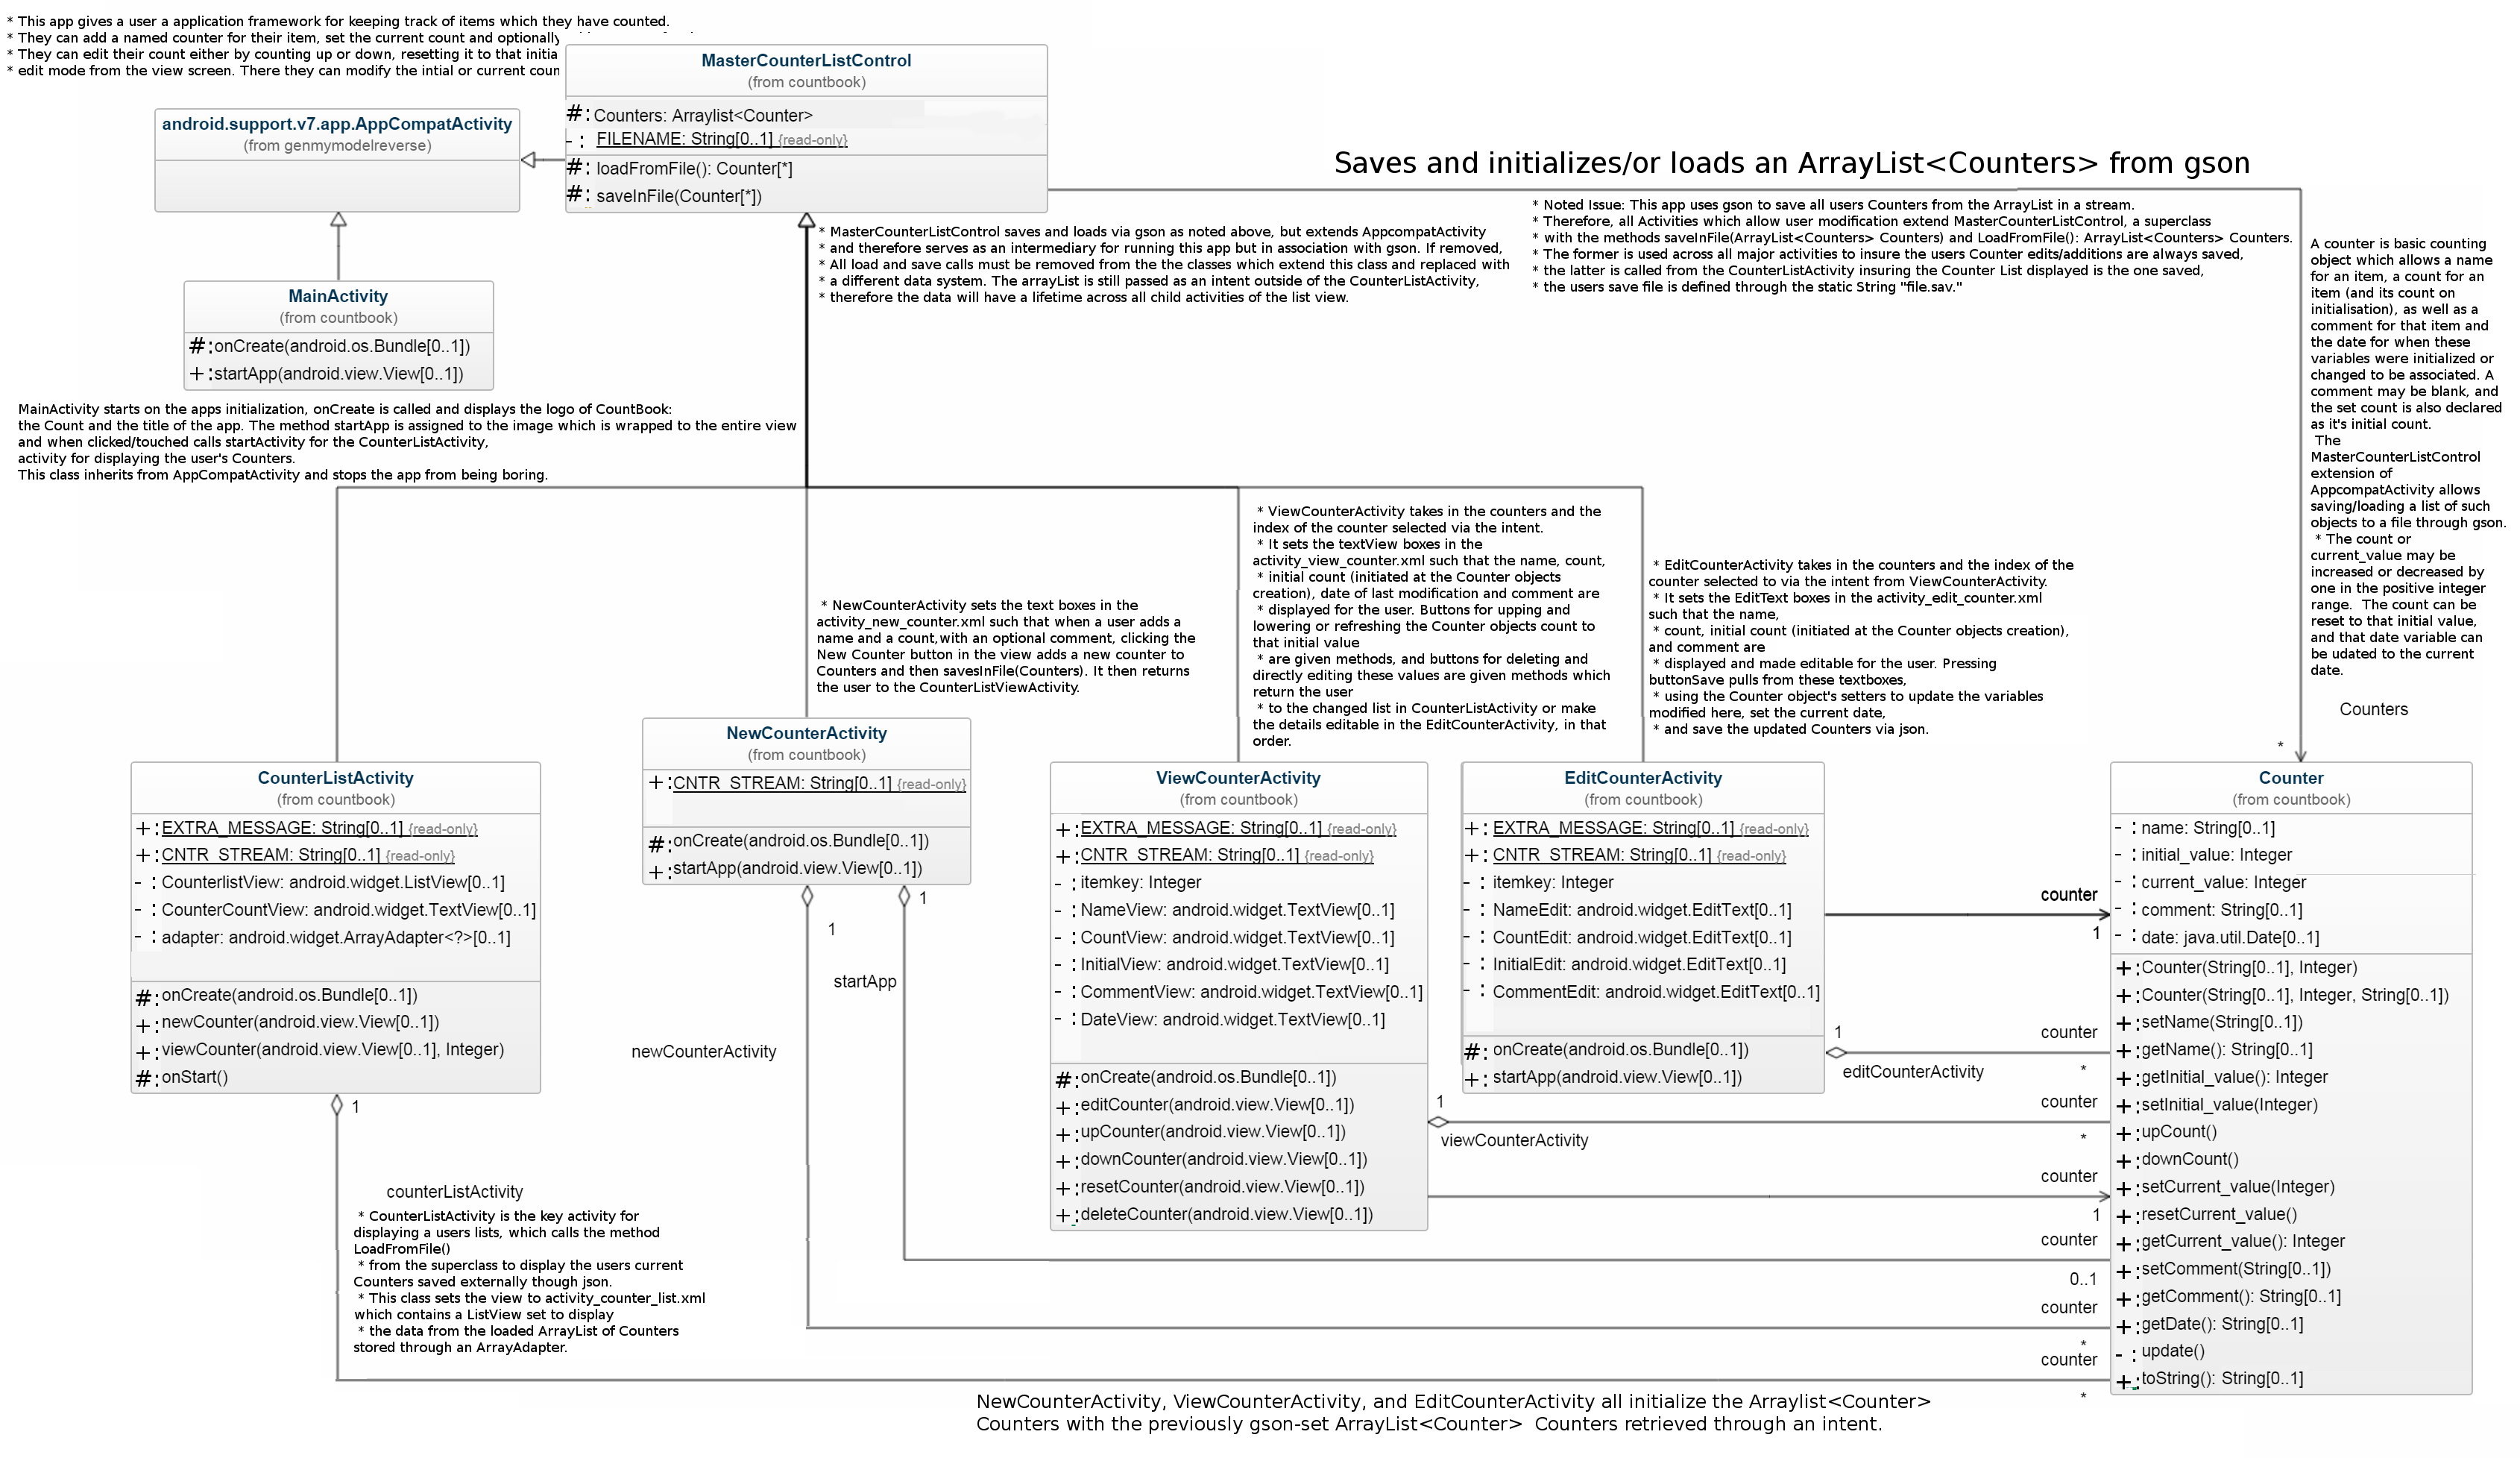 * This app gives a user a application framework for keeping track of items which they have counted.
* They can add a named counter for their item, set the current count and optionally
* They can edit their count either by counting up or down, resetting it to that initia
* edit mode from the view screen. There they can modify the intial or current coun
MasterCounterListControl
(from countbook)
#: Counters: Arraylist<Counter>
- : FILENAME: String[0..1] {read-only}
#: loadFromFile(): Counter[*]
#: saveInFile(Counter[*])
android.support.v7.app.AppCompatActivity
(from genmymodelreverse)
Saves and initializes/or loads an ArrayList<Counters> from gson
* Noted Issue: This app uses gson to save all users Counters from the ArrayList in a stream.
* Therefore, all Activities which allow user modification extend MasterCounterListControl, a superclass
* with the methods saveInFile(ArrayList<Counters> Counters) and LoadFromFile(): ArrayList<Counters> Counters.
* The former is used across all major activities to insure the users Counter edits/additions are always saved,
* the latter is called from the CounterListActivity insuring the Counter List displayed is the one saved,
* the users save file is defined through the static String "file.sav."
* MasterCounterListControl saves and loads via gson as noted above, but extends AppcompatActivity
* and therefore serves as an intermediary for running this app but in association with gson. If removed,
* All load and save calls must be removed from the the classes which extend this class and replaced with
* a different data system. The arrayList is still passed as an intent outside of the CounterListActivity,
* therefore the data will have a lifetime across all child activities of the list view.
A counter is basic counting
object which allows a name
for an item, a count for an
item (and its count on
initialisation), as well as a
comment for that item and
the date for when these
variables were initialized or
changed to be associated. A
comment may be blank, and
the set count is also declared
as it's initial count.
The
MasterCounterListControl
extension of
AppcompatActivity allows
saving/loading a list of such
objects to a file through gson.
* The count or
current_value may be
increased or decreased by
one in the positive integer
range. The count can be
reset to that initial value,
and that date variable can
be udated to the current
date.
Counters
*
MainActivity
(from countbook)
#:onCreate(android.os.Bundle[0..1])
+:startApp(android.view.View[0..1])
MainActivity starts on the apps initialization, onCreate is called and displays the logo of CountBook:
the Count and the title of the app. The method startApp is assigned to the image which is wrapped to the entire view
and when clicked/touched calls startActivity for the CounterListActivity,
activity for displaying the user's Counters.
This class inherits from AppCompatActivity and stops the app from being boring.
* NewCounterActivity sets the text boxes in the
activity_new_counter.xml such that when a user adds a
name and a count,with an optional comment, clicking the
New Counter button in the view adds a new counter to
Counters and then savesInFile(Counters). It then returns
the user to the CounterListViewActivity.
* ViewCounterActivity takes in the counters and the
index of the counter selected via the intent.
* It sets the textView boxes in the
activity_view_counter.xml such that the name, count,
* initial count (initiated at the Counter objects
creation), date of last modification and comment are
* displayed for the user. Buttons for upping and
lowering or refreshing the Counter objects count to
that initial value
* are given methods, and buttons for deleting and
directly editing these values are given methods which
return the user
* to the changed list in CounterListActivity or make
the details editable in the EditCounterActivity, in that
order.
* EditCounterActivity takes in the counters and the index of the
counter selected to via the intent from ViewCounterActivity.
* It sets the EditText boxes in the activity_edit_counter.xml
such that the name,
* count, initial count (initiated at the Counter objects creation),
and comment are
* displayed and made editable for the user. Pressing
buttonSave pulls from these textboxes,
* using the Counter object's setters to update the variables
modified here, set the current date,
* and save the updated Counters via json.
CounterListActivity
(from countbook)
+:EXTRA_MESSAGE: String[0..1] {read-only}
+:CNTR_STREAM: String[0..1] {read-only}
- : CounterlistView: android.widget.ListView[0..1]
- : CounterCountView: android.widget.TextView[0..1]
- : adapter: android.widget.ArrayAdapter<?>[0..1]
#:onCreate(android.os.Bundle[0..1])
+:newCounter(android.view.View[0..1])
+:viewCounter(android.view.View[0..1], Integer)
#:onStart()
1
counterListActivity
* CounterListActivity is the key activity for
displaying a users lists, which calls the method
LoadFromFile()
* from the superclass to display the users current
Counters saved externally though json.
* This class sets the view to activity_counter_list.xml
which contains a ListView set to display
* the data from the loaded ArrayList of Counters
stored through an ArrayAdapter.
NewCounterActivity
(from countbook)
+:CNTR_STREAM: String[0..1] {read-only}
#:onCreate(android.os.Bundle[0..1])
+:startApp(android.view.View[0..1])
1
1
startApp
newCounterActivity
ViewCounterActivity
(from countbook)
+:EXTRA_MESSAGE: String[0..1] {read-only}
+:CNTR_STREAM: String[0..1] {read-only}
- :itemkey: Integer
- :NameView: android.widget.TextView[0..1]
- :CountView: android.widget.TextView[0..1]
- :InitialView: android.widget.TextView[0..1]
- :CommentView: android.widget.TextView[0..1]
- :DateView: android.widget.TextView[0..1]
#:onCreate(android.os.Bundle[0..1])
+:editCounter(android.view.View[0..1])
+:upCounter(android.view.View[0..1])
+:downCounter(android.view.View[0..1])
+:resetCounter(android.view.View[0..1])
+:deleteCounter(android.view.View[0..1])
EditCounterActivity
(from countbook)
+: EXTRA_MESSAGE: String[0..1] {read-only}
+: CNTR_STREAM: String[0..1] {read-only}
- : itemkey: Integer
- : NameEdit: android.widget.EditText[0..1]
- : CountEdit: android.widget.EditText[0..1]
- : InitialEdit: android.widget.EditText[0..1]
- : CommentEdit: android.widget.EditText[0..1]
#: onCreate(android.os.Bundle[0..1])
+: startApp(android.view.View[0..1])
counter
1
1
counter
editCounterActivity
*
1
counter
viewCounterActivity
*
counter
1
counter
0..1
counter
*
counter
*
Counter
(from countbook)
- : name: String[0..1]
- : initial_value: Integer
- : current_value: Integer
- : comment: String[0..1]
- : date: java.util.Date[0..1]
+:Counter(String[0..1], Integer)
+:Counter(String[0..1], Integer, String[0..1])
+:setName(String[0..1])
+:getName(): String[0..1]
+:getInitial_value(): Integer
+:setInitial_value(Integer)
+:upCount()
+:downCount()
+:setCurrent_value(Integer)
+:resetCurrent_value()
+:getCurrent_value(): Integer
+:setComment(String[0..1])
+:getComment(): String[0..1]
+:getDate(): String[0..1]
- : update()
+:toString(): String[0..1]
NewCounterActivity, ViewCounterActivity, and EditCounterActivity all initialize the Arraylist<Counter>
Counters with the previously gson-set ArrayList<Counter> Counters retrieved through an intent.